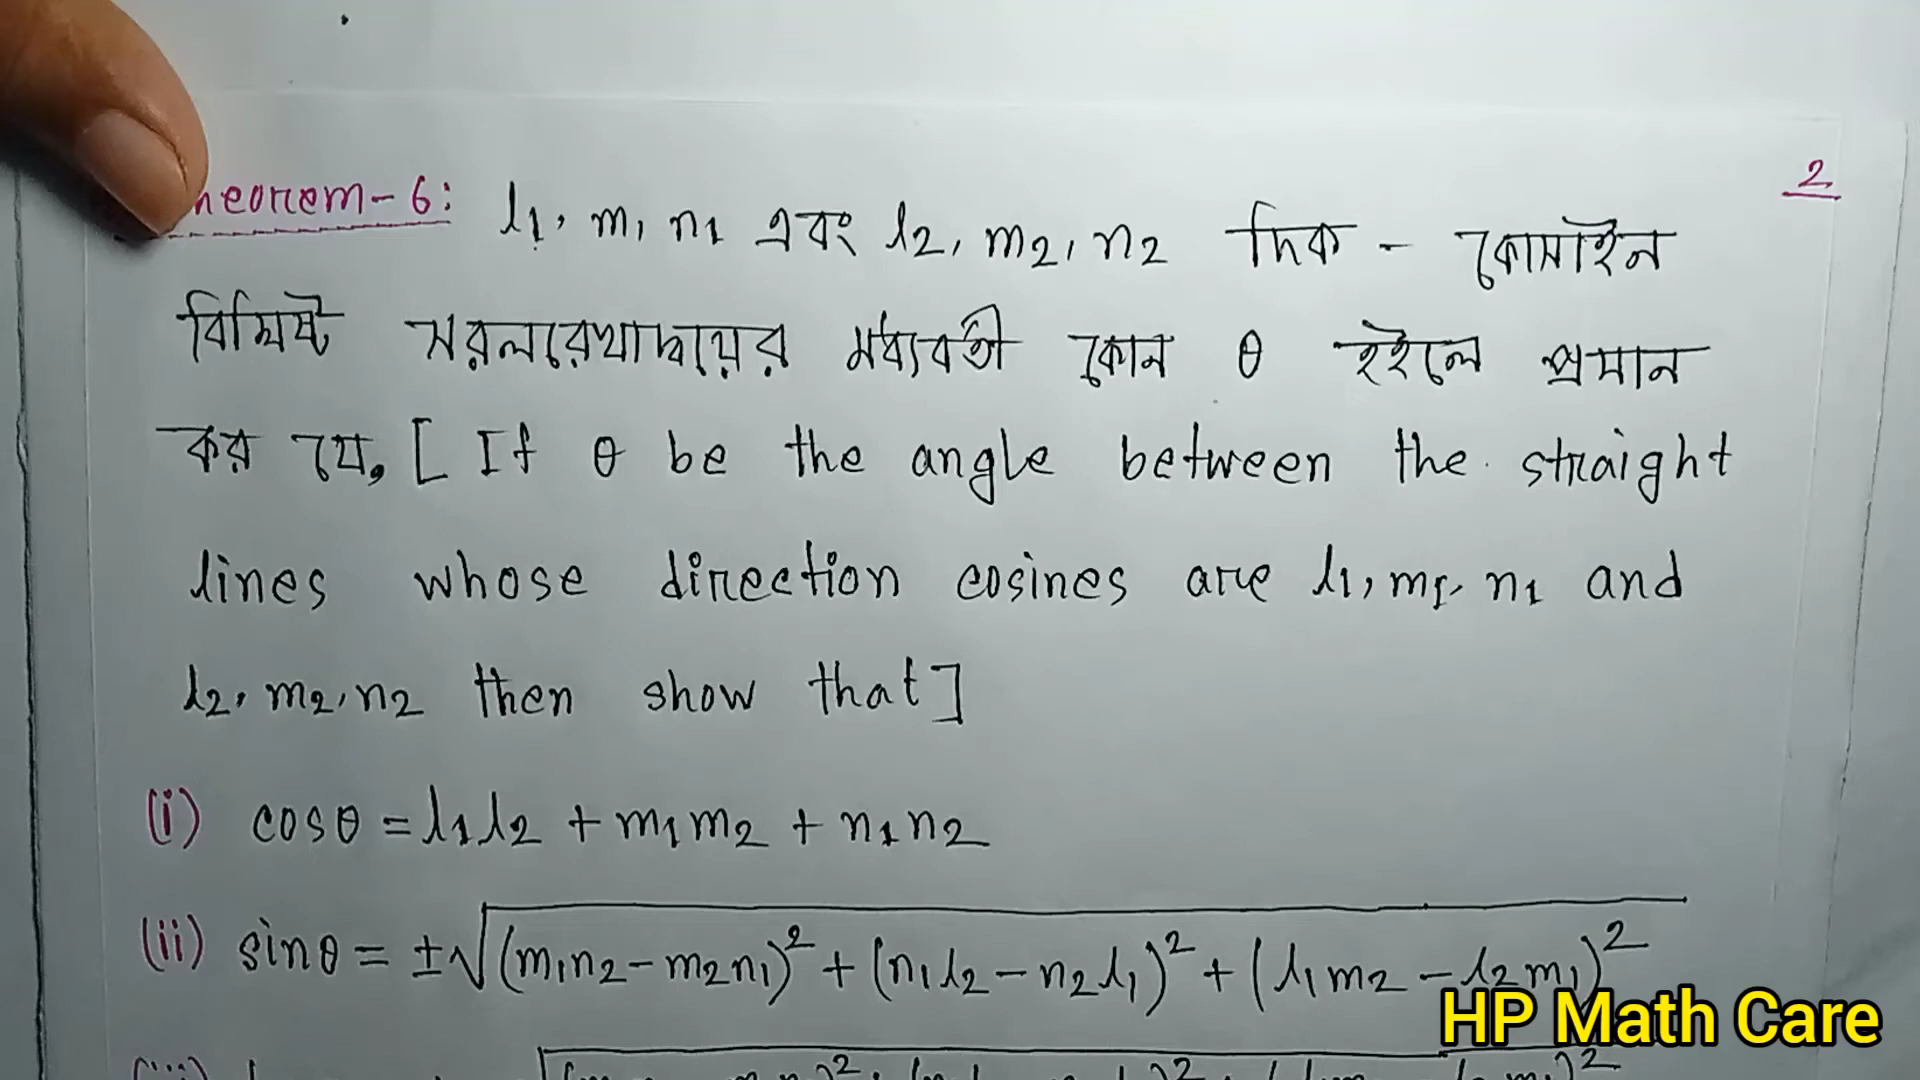 heorem-6: l1, m1 n1 এবং l2, m2, n2 দিক - কোসাইন
2
বিশিষ্ট সরলরেখাদ্বয়ের মধ্যবর্তী কোন θ হইলে প্রমান
কর যে, [ If θ be the angle between the straight
lines whose direction cosines are l1, m1, n1 and
l2, m2, n2 then show that ]
(i) cosθ = l1l2 + m1m2 + n1n2
(ii) sinθ = ±√(m1n2-m2n1)² + (n1l2-n2l1)² + (l1m2-l2m1)²
HP Math Care